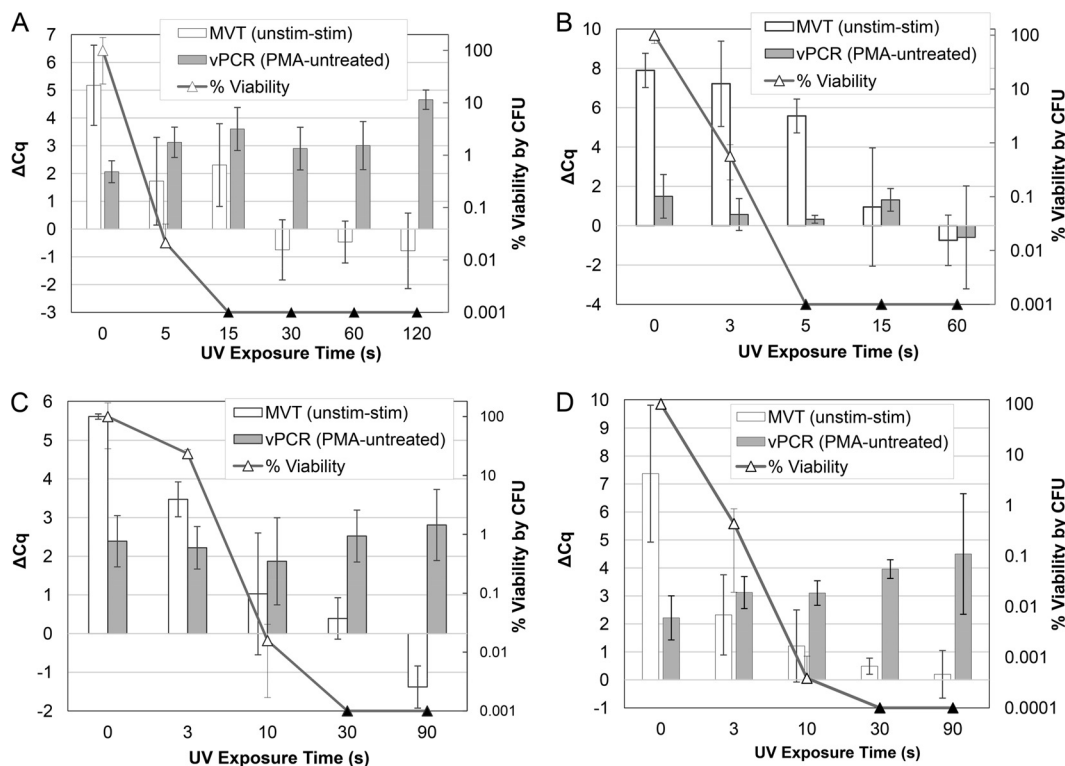 A
MVT (unstim-stim)
vPCR (PMA-untreated)
% Viability
7
6
5
4
3
2
1
0
-1
-2
-3
ΔCq
100
10
1
0.1
0.01
0.001
% Viability by CFU
0 5 15 30 60 120
UV Exposure Time (s)
B
MVT (unstim-stim)
vPCR (PMA-untreated)
% Viability
10
8
6
4
2
0
-2
-4
ΔCq
100
10
1
0.1
0.01
0.001
% Viability by CFU
0 3 5 15 60
UV Exposure Time (s)
C
MVT (unstim-stim)
vPCR (PMA-untreated)
% Viability
6
5
4
3
2
1
0
-1
-2
ΔCq
100
10
1
0.1
0.01
0.001
% Viability by CFU
0 3 10 30 90
UV Exposure Time (s)
D
MVT (unstim-stim)
vPCR (PMA-untreated)
% Viability
10
9
8
7
6
5
4
3
2
1
0
-1
ΔCq
100
10
1
0.1
0.01
0.001
0.0001
% Viability by CFU
0 3 10 30 90
UV Exposure Time (s)